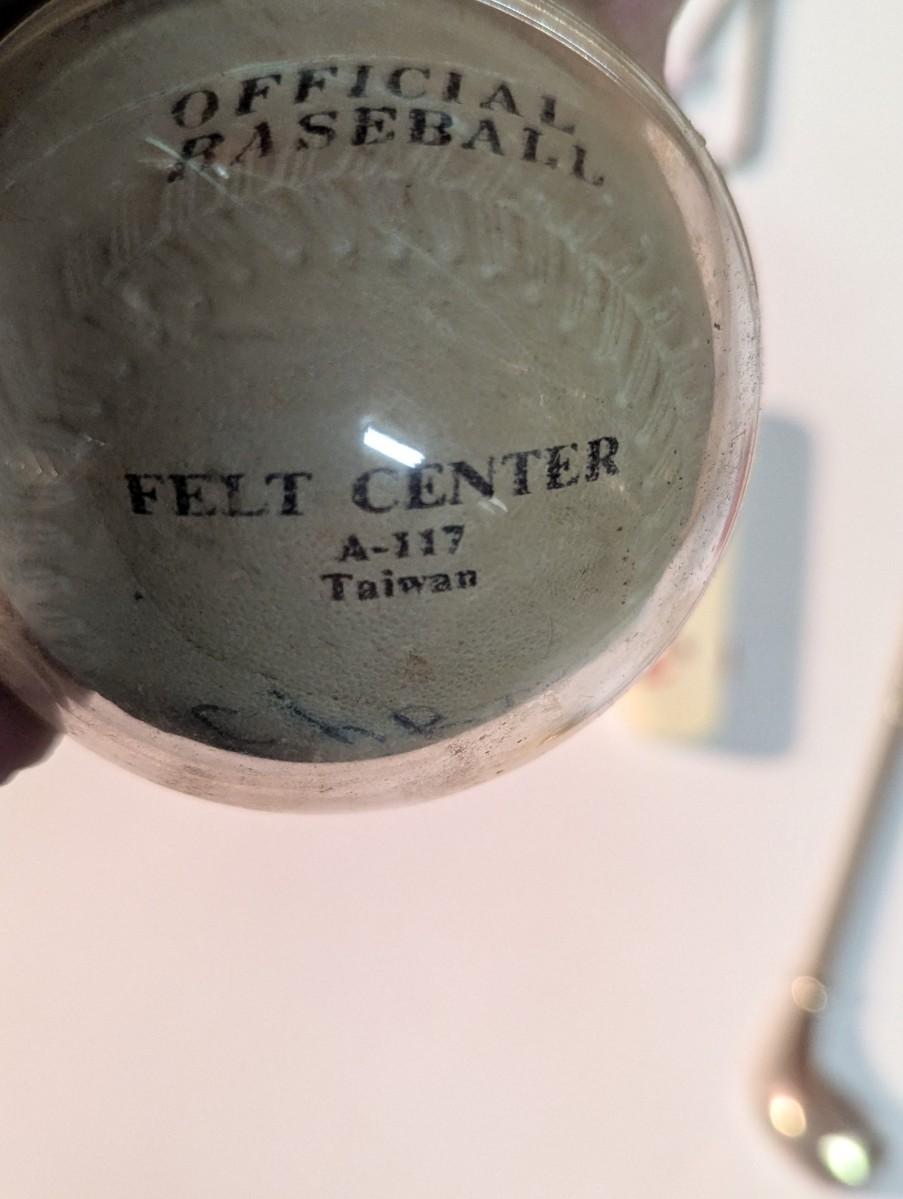 OFFICIAL
BASEBALL
FELT CENTER
A-117
Taiwan